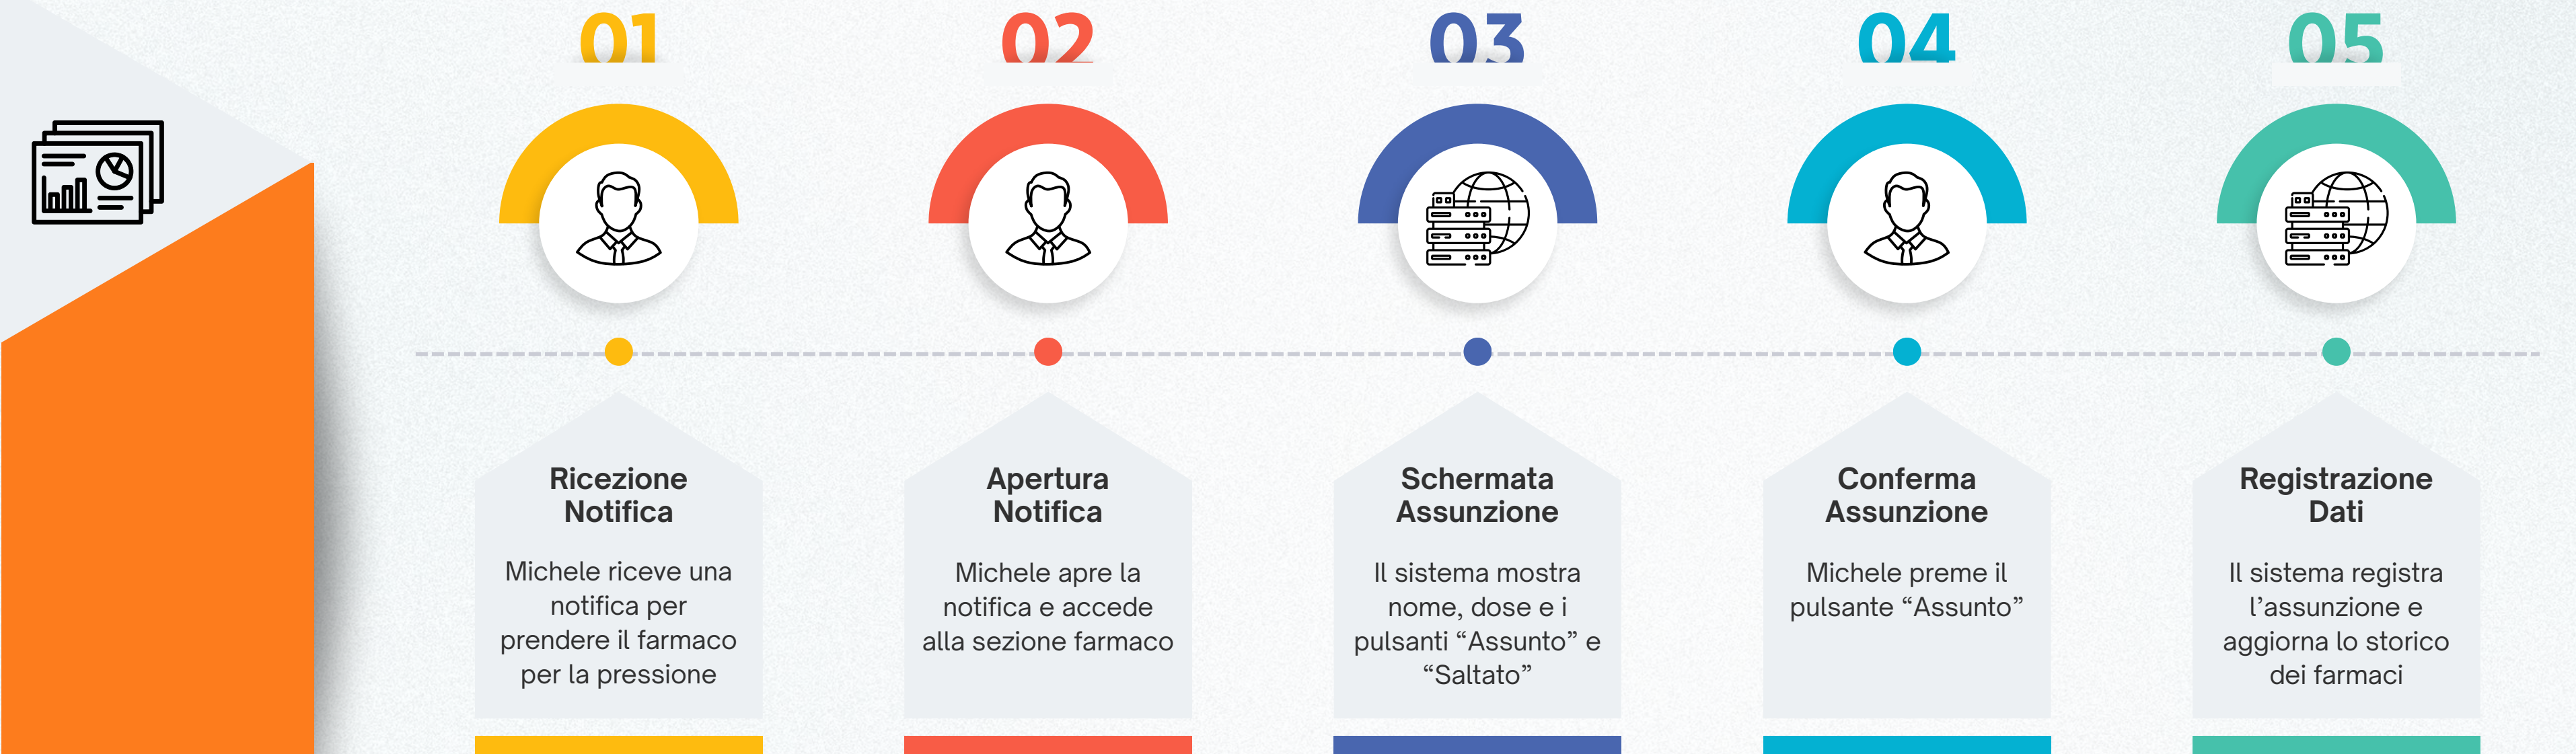 01
02
03
04
05
Ricezione
Notifica
Michele riceve una
notifica per
prendere il farmaco
per la pressione
Apertura
Notifica
Michele apre la
notifica e accede
alla sezione farmaco
Schermata
Assunzione
Il sistema mostra
nome, dose e i
pulsanti “Assunto” e
“Saltato”
Conferma
Assunzione
Michele preme il
pulsante “Assunto”
Registrazione
Dati
Il sistema registra
l’assunzione e
aggiorna lo storico
dei farmaci